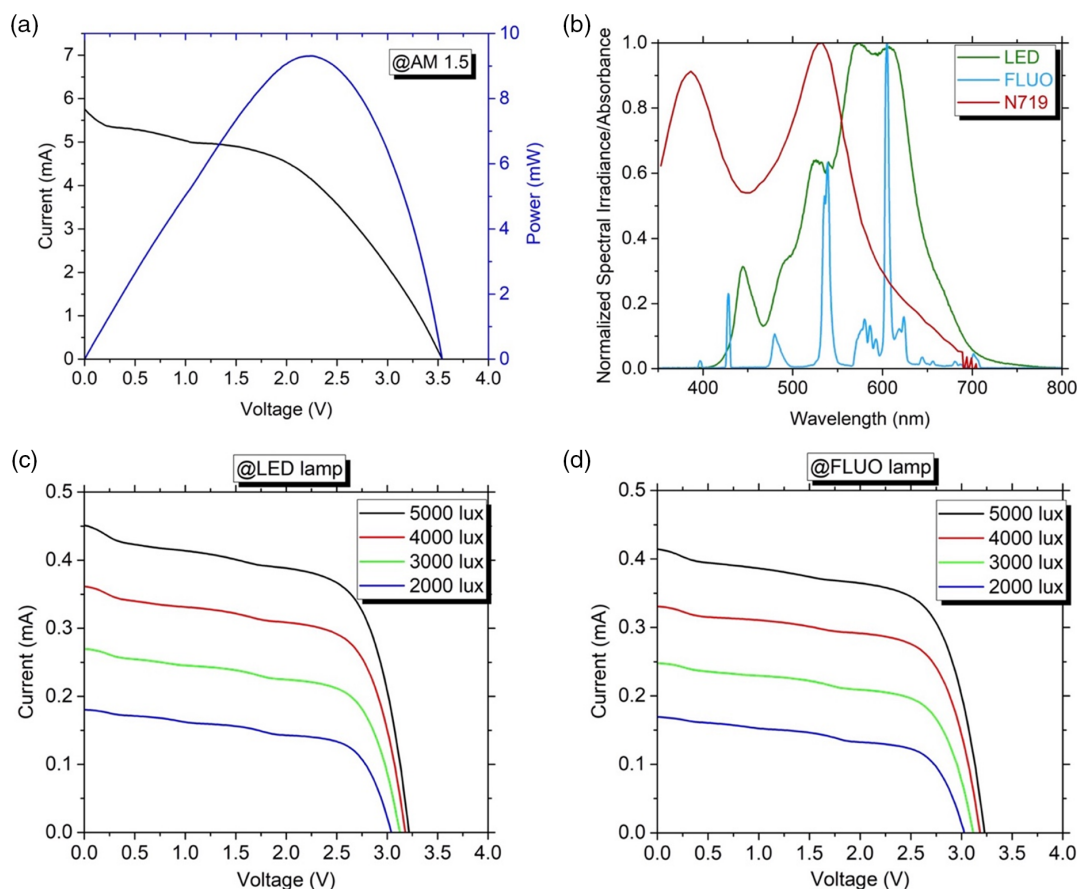 (a)
@AM 1.5
Current (mA)
7
6
5
4
3
2
1
0
Power (mW)
10
8
6
4
2
0
0.0 0.5 1.0 1.5 2.0 2.5 3.0 3.5 4.0
Voltage (V)
(b)
Normalized Spectral Irradiance/Absorbance
1.0
0.8
0.6
0.4
0.2
0.0
LED
FLUO
N719
400 500 600 700 800
Wavelength (nm)
(c)
@LED lamp
Current (mA)
0.5
0.4
0.3
0.2
0.1
0.0
5000 lux
4000 lux
3000 lux
2000 lux
0.0 0.5 1.0 1.5 2.0 2.5 3.0 3.5 4.0
Voltage (V)
(d)
@FLUO lamp
Current (mA)
0.5
0.4
0.3
0.2
0.1
0.0
5000 lux
4000 lux
3000 lux
2000 lux
0.0 0.5 1.0 1.5 2.0 2.5 3.0 3.5 4.0
Voltage (V)